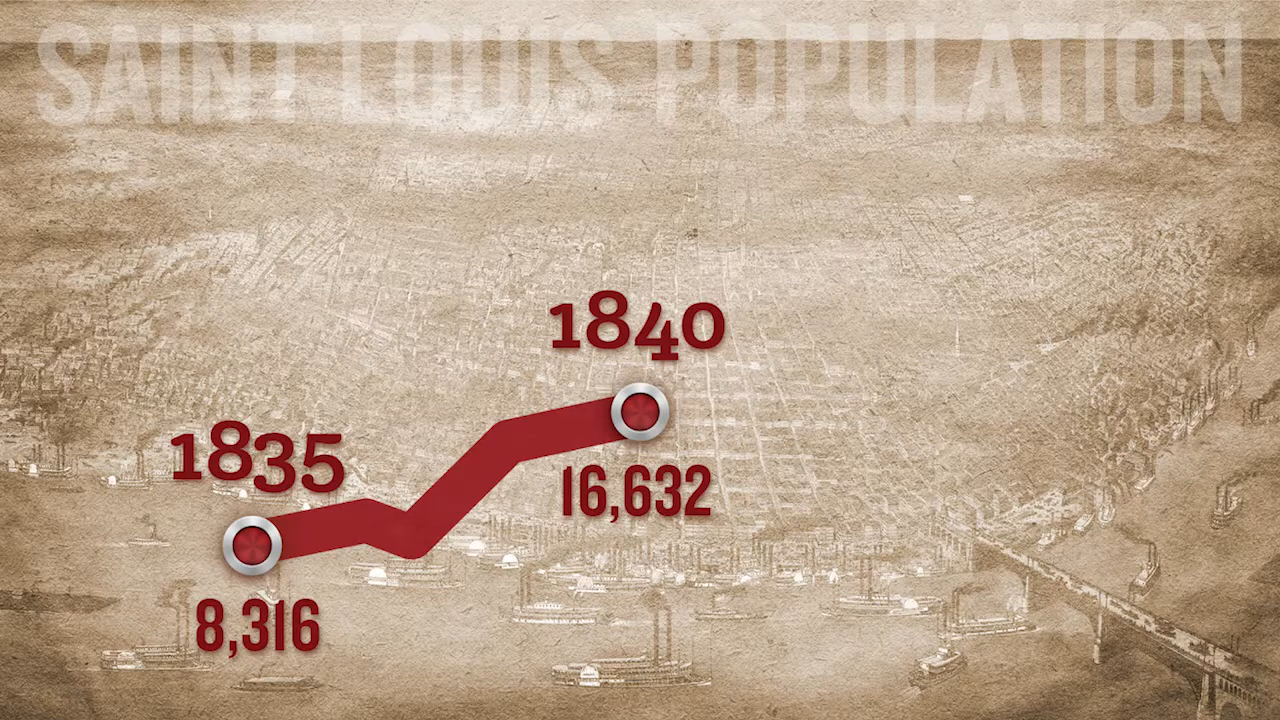 SAINT LOUIS POPULATION
1840
1835
16,632
8,316